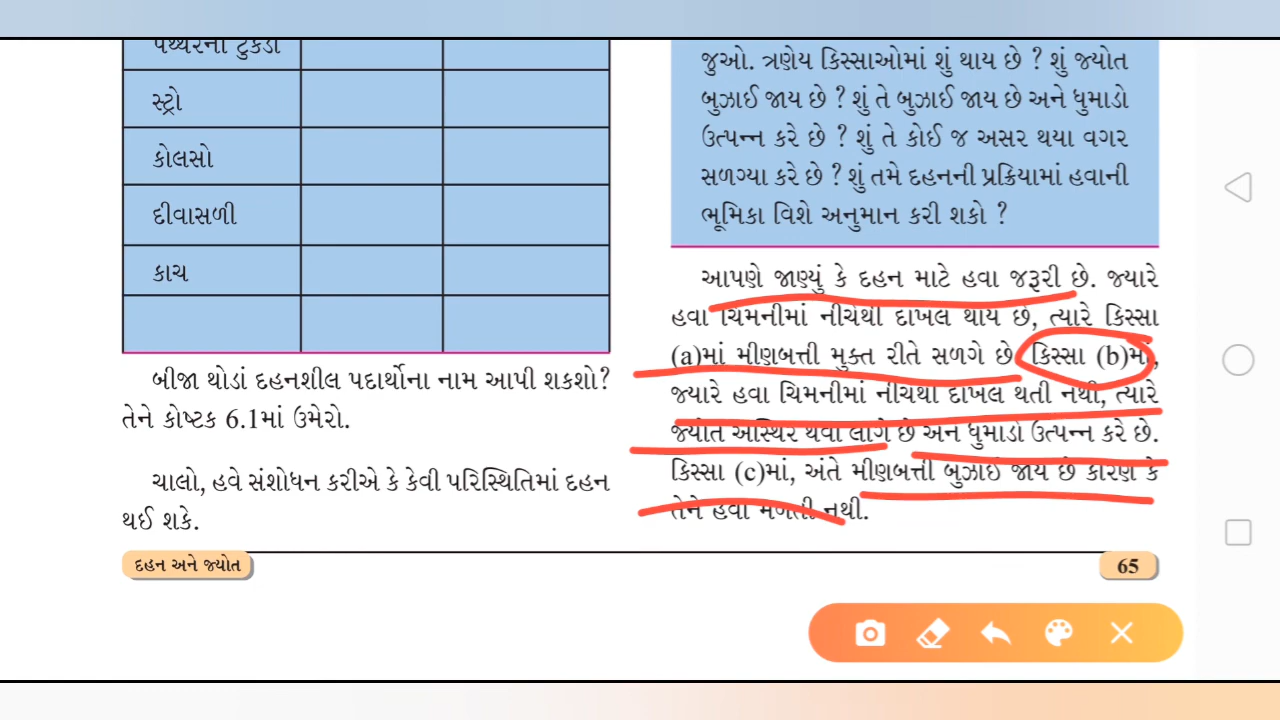 પથ્થરનો ટુકડો
સ્ટ્રો
કોલસો
દીવાસળી
કાચ
બીજા થોડાં દહનશીલ પદાર્થોના નામ આપી શકશો?
તેને કોષ્ટક 6.1માં ઉમેરો.
ચાલો, હવે સંશોધન કરીએ કે કેવી પરિસ્થિતિમાં દહન
થઈ શકે.
જુઓ. ત્રણેય કિસ્સાઓમાં શું થાય છે ? શું જ્યોત
બુઝાઈ જાય છે ? શું તે બુઝાઈ જાય છે અને ધુમાડો
ઉત્પન્ન કરે છે ? શું તે કોઈ જ અસર થયા વગર
સળગ્યા કરે છે ? શું તમે દહનની પ્રક્રિયામાં હવાની
ભૂમિકા વિશે અનુમાન કરી શકો ?
આપણે જાણ્યું કે દહન માટે હવા જરૂરી છે. જ્યારે
હવા ચિમનીમાં નીચેથી દાખલ થાય છે, ત્યારે કિસ્સા
(a)માં મીણબત્તી મુક્ત રીતે સળગે છે. કિસ્સા (b)માં,
જ્યારે હવા ચિમનીમાં નીચેથી દાખલ થતી નથી, ત્યારે
જ્યોત અસ્થિર થવા લાગે છે અને ધુમાડો ઉત્પન્ન કરે છે.
કિસ્સા (c)માં, અંતે મીણબત્તી બુઝાઈ જાય છે કારણ કે
તેને હવા મળતી નથી.
દહન અને જ્યોત
65